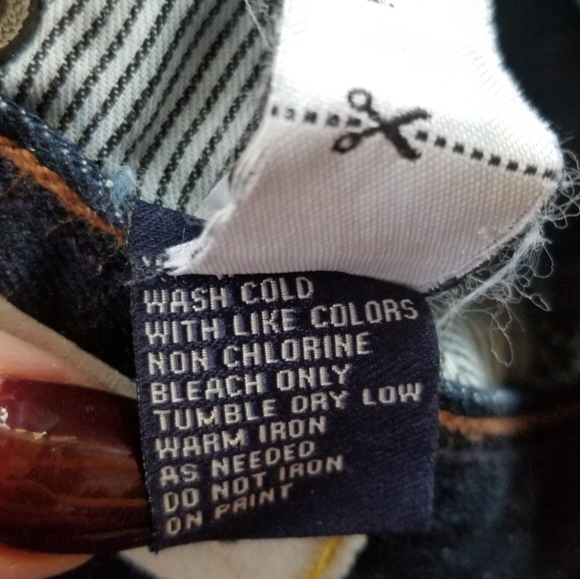 WASH COLD
WITH LIKE COLORS
NON CHLORINE
BLEACH ONLY
TUMBLE DRY LOW
WARM IRON
AS NEEDED
DO NOT IRON
ON PRINT